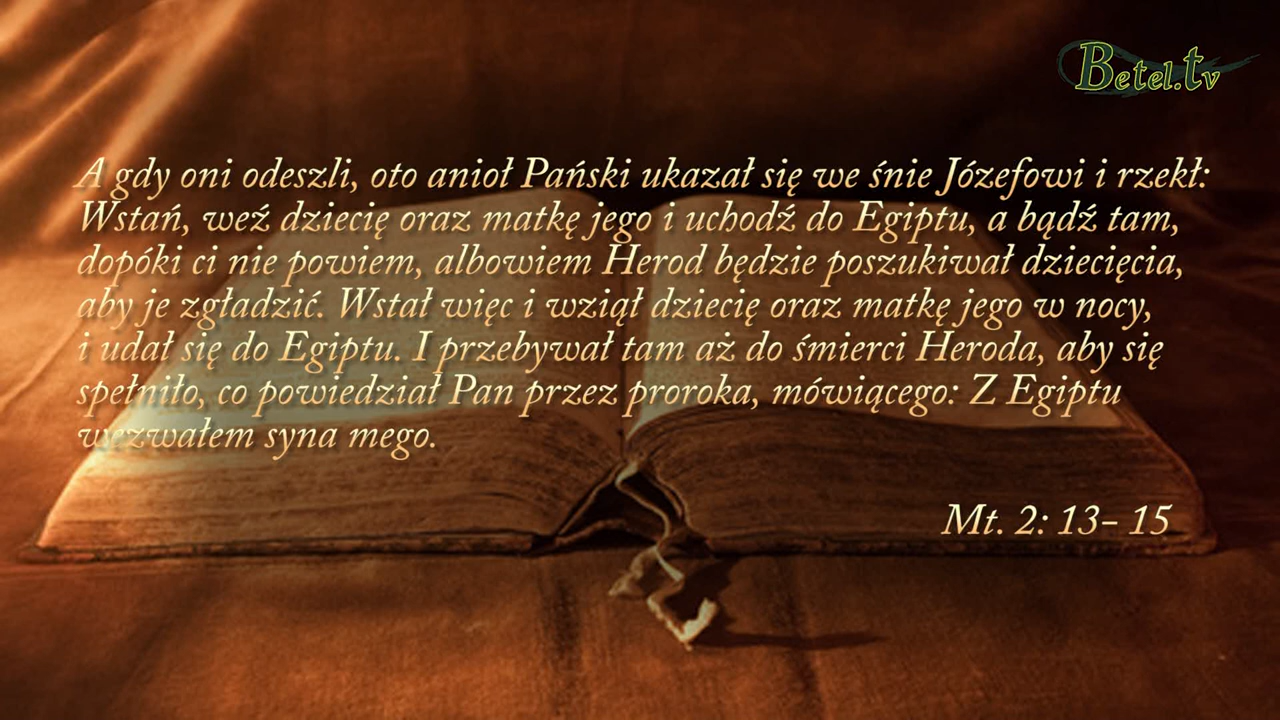 Betel.tv
A gdy oni odeszli, oto anioł Pański ukazał się we śnie Józefowi i rzekł:
Wstań, weź dziecię oraz matkę jego i uchodź do Egiptu, a bądź tam,
dopóki ci nie powiem, albowiem Herod będzie poszukiwał dziecięcia,
aby je zgładzić. Wstał więc i wziął dziecię oraz matkę jego w nocy,
i udał się do Egiptu. I przebywał tam aż do śmierci Heroda, aby się
spełniło, co powiedział Pan przez proroka, mówiącego: Z Egiptu
wezwałem syna mego.
Mt. 2: 13- 15